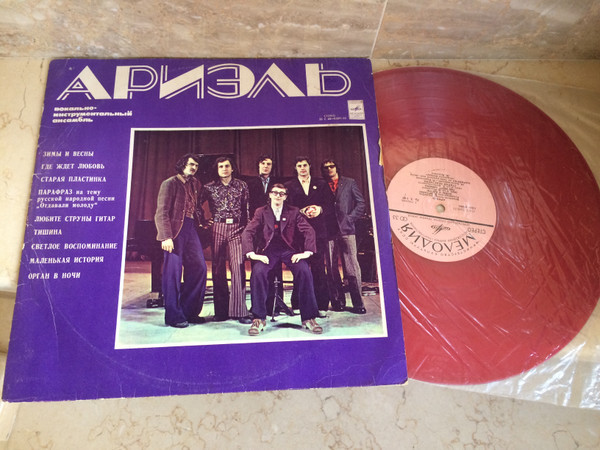 АРИЭЛЬ
вокально-
инструментальный
ансамбль
ЗИМЫ И ВЕСНЫ
ГДЕ ЖДЕТ ЛЮБОВЬ
СТАРАЯ ПЛАСТИНКА
ПАРАФРАЗ на тему
русской народной песни
„Отдавали молоду"
ЛЮБИТЕ СТРУНЫ ГИТАР
ТИШИНА
СВЕТЛОЕ ВОСПОМИНАНИЕ
МАЛЕНЬКАЯ ИСТОРИЯ
ОРГАН В НОЧИ
МЕЛОДИЯ